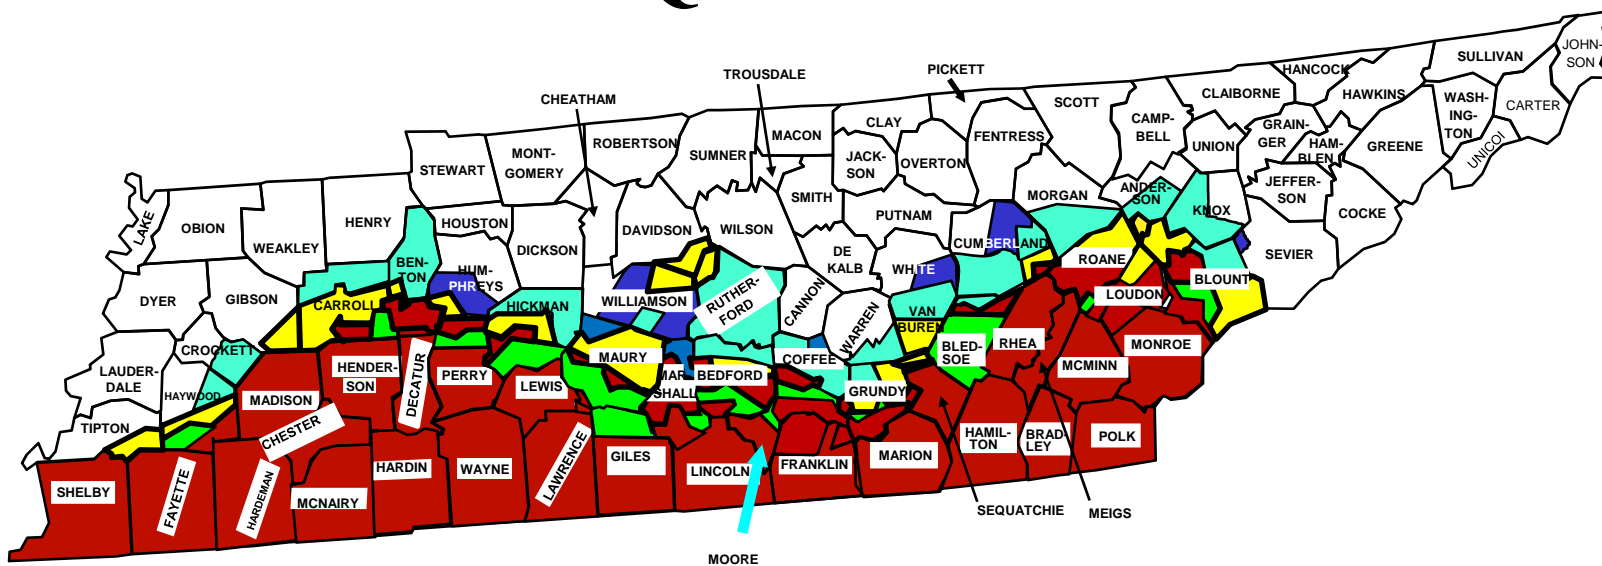 JOHN-
SON
SULLIVAN
HANCOCK
PICKETT
TROUSDALE
CLAIBORNE
HAWKINS
WASH-
ING-
TON
CARTER
SCOTT
CHEATHAM
CAMP-
BELL
GRAIN-
GER
CLAY
MACON
FENTRESS
ROBERTSON
SUMNER
UNION
HAM-
BLEN
GREENE
UNICOI
MONT-
GOMERY
JACK-
SON
OVERTON
STEWART
JEFFER-
SON
SMITH
MORGAN
ANDER-
SON
KNOX
COCKE
LAKE
OBION
HENRY
HOUSTON
DAVIDSON
WILSON
PUTNAM
WEAKLEY
DICKSON
CUMBERLAND
DE
KALB
SEVIER
BEN-
TON
HUM-
PHREYS
WHITE
ROANE
BLOUNT
DYER
GIBSON
CARROLL
HICKMAN
WILLIAMSON
RUTHER-
FORD
CANNON
LOUDON
VAN
BUREN
WARREN
CROCKETT
MAURY
COFFEE
BLED-
SOE
RHEA
MONROE
LAUDER-
DALE
HENDER-
SON
DECATUR
PERRY
LEWIS
MAR
SHALL
BEDFORD
GRUNDY
MCMINN
HAYWOOD
MADISON
TIPTON
CHESTER
HAMIL-
TON
BRAD-
LEY
POLK
SHELBY
FAYETTE
HARDEMAN
MCNAIRY
HARDIN
WAYNE
LAWRENCE
GILES
LINCOLN
FRANKLIN
MARION
SEQUATCHIE
MEIGS
MOORE